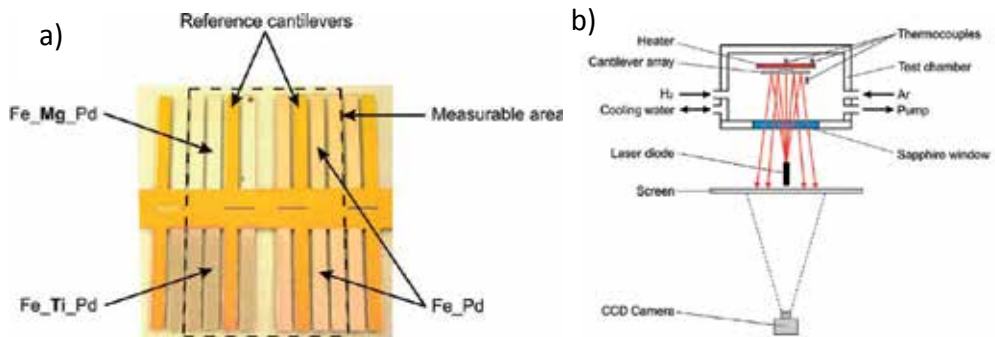 a)
Reference cantilevers
Fe_Mg_Pd
Measurable area
Fe_Ti_Pd
Fe_Pd
b)
Heater
Thermocouples
Cantilever array
Test chamber
H₂
Ar
Cooling water
Pump
Laser diode
Sapphire window
Screen
CCD Camera